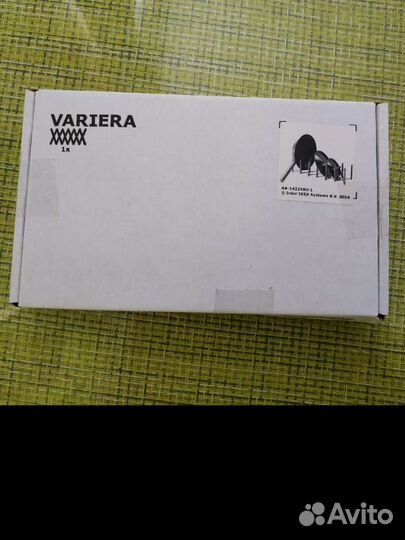 VARIERA
1x
AA-1422580-1
© Inter IKEA Systems B.V. 2014
Avito